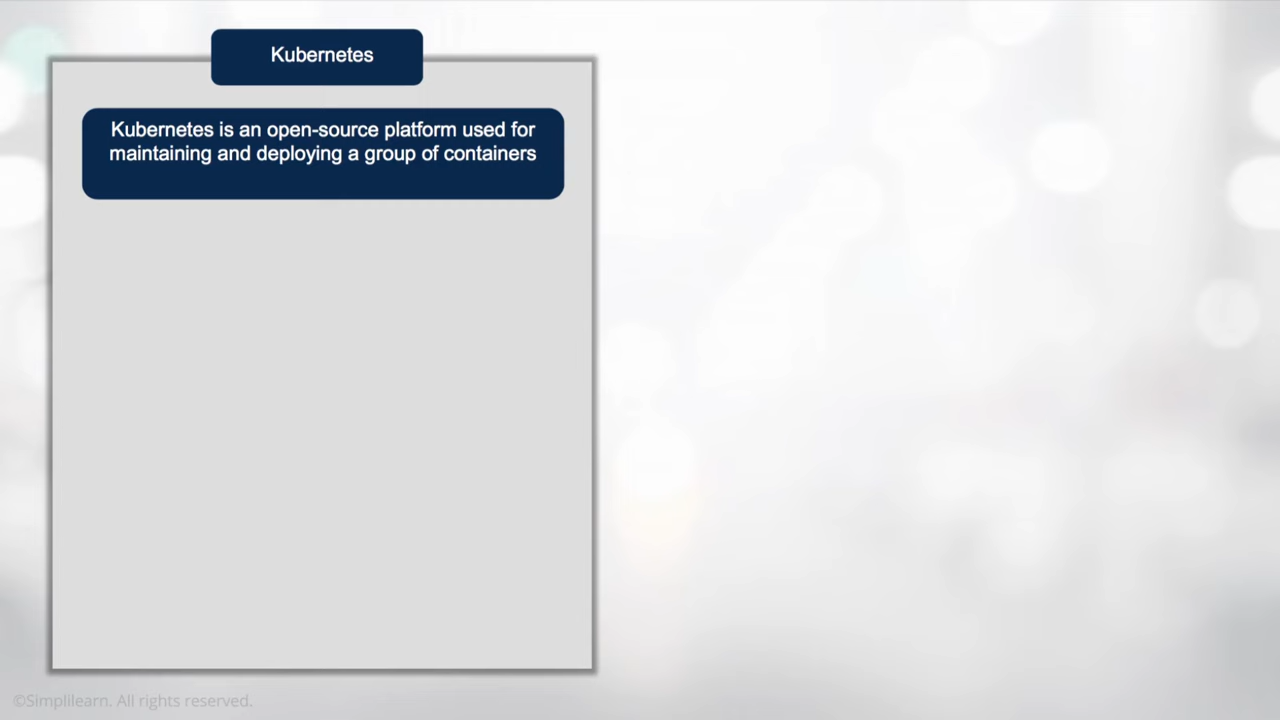 Kubernetes
Kubernetes is an open-source platform used for
maintaining and deploying a group of containers
©Simplilearn. All rights reserved.